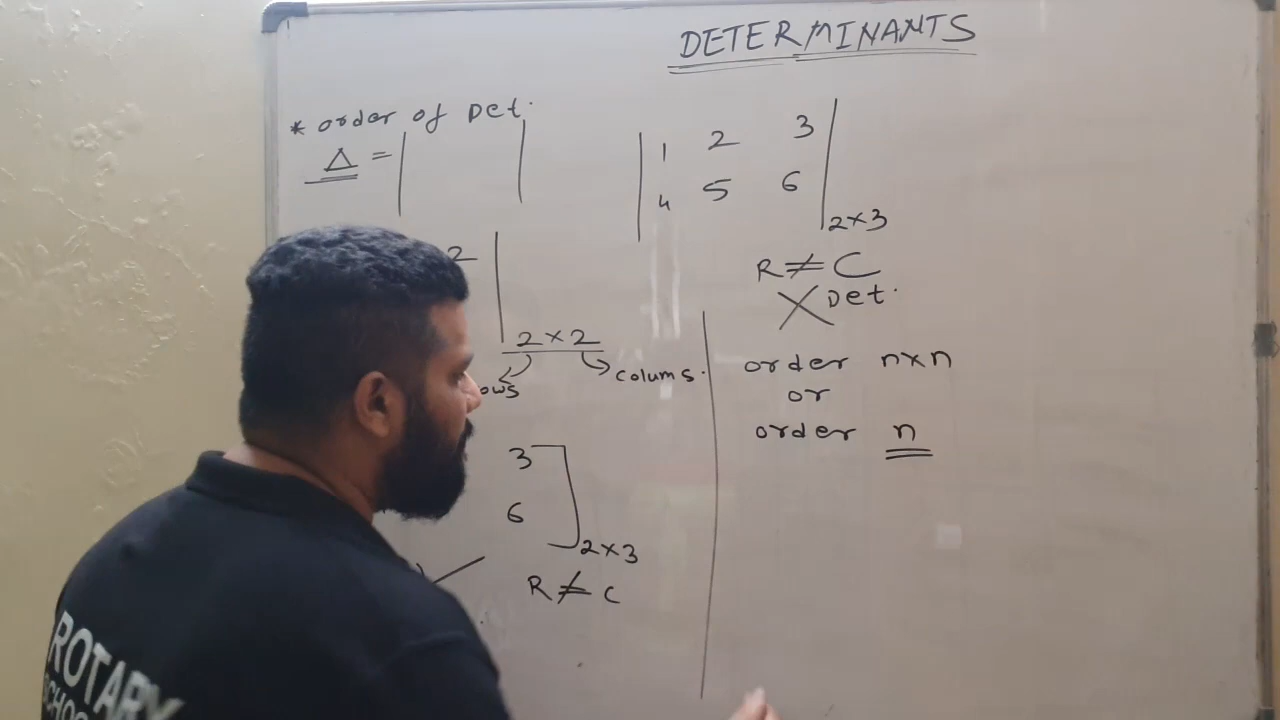 DETERMINANTS
* order of Det.
Δ = | |
| 1 2 3 |
4 5 6
2×3
R ≠ C
X Det.
2 |
2×2
ows colums.
3 ]
6
2×3
R ≠ C
order n×n
or
order n
ROTARY